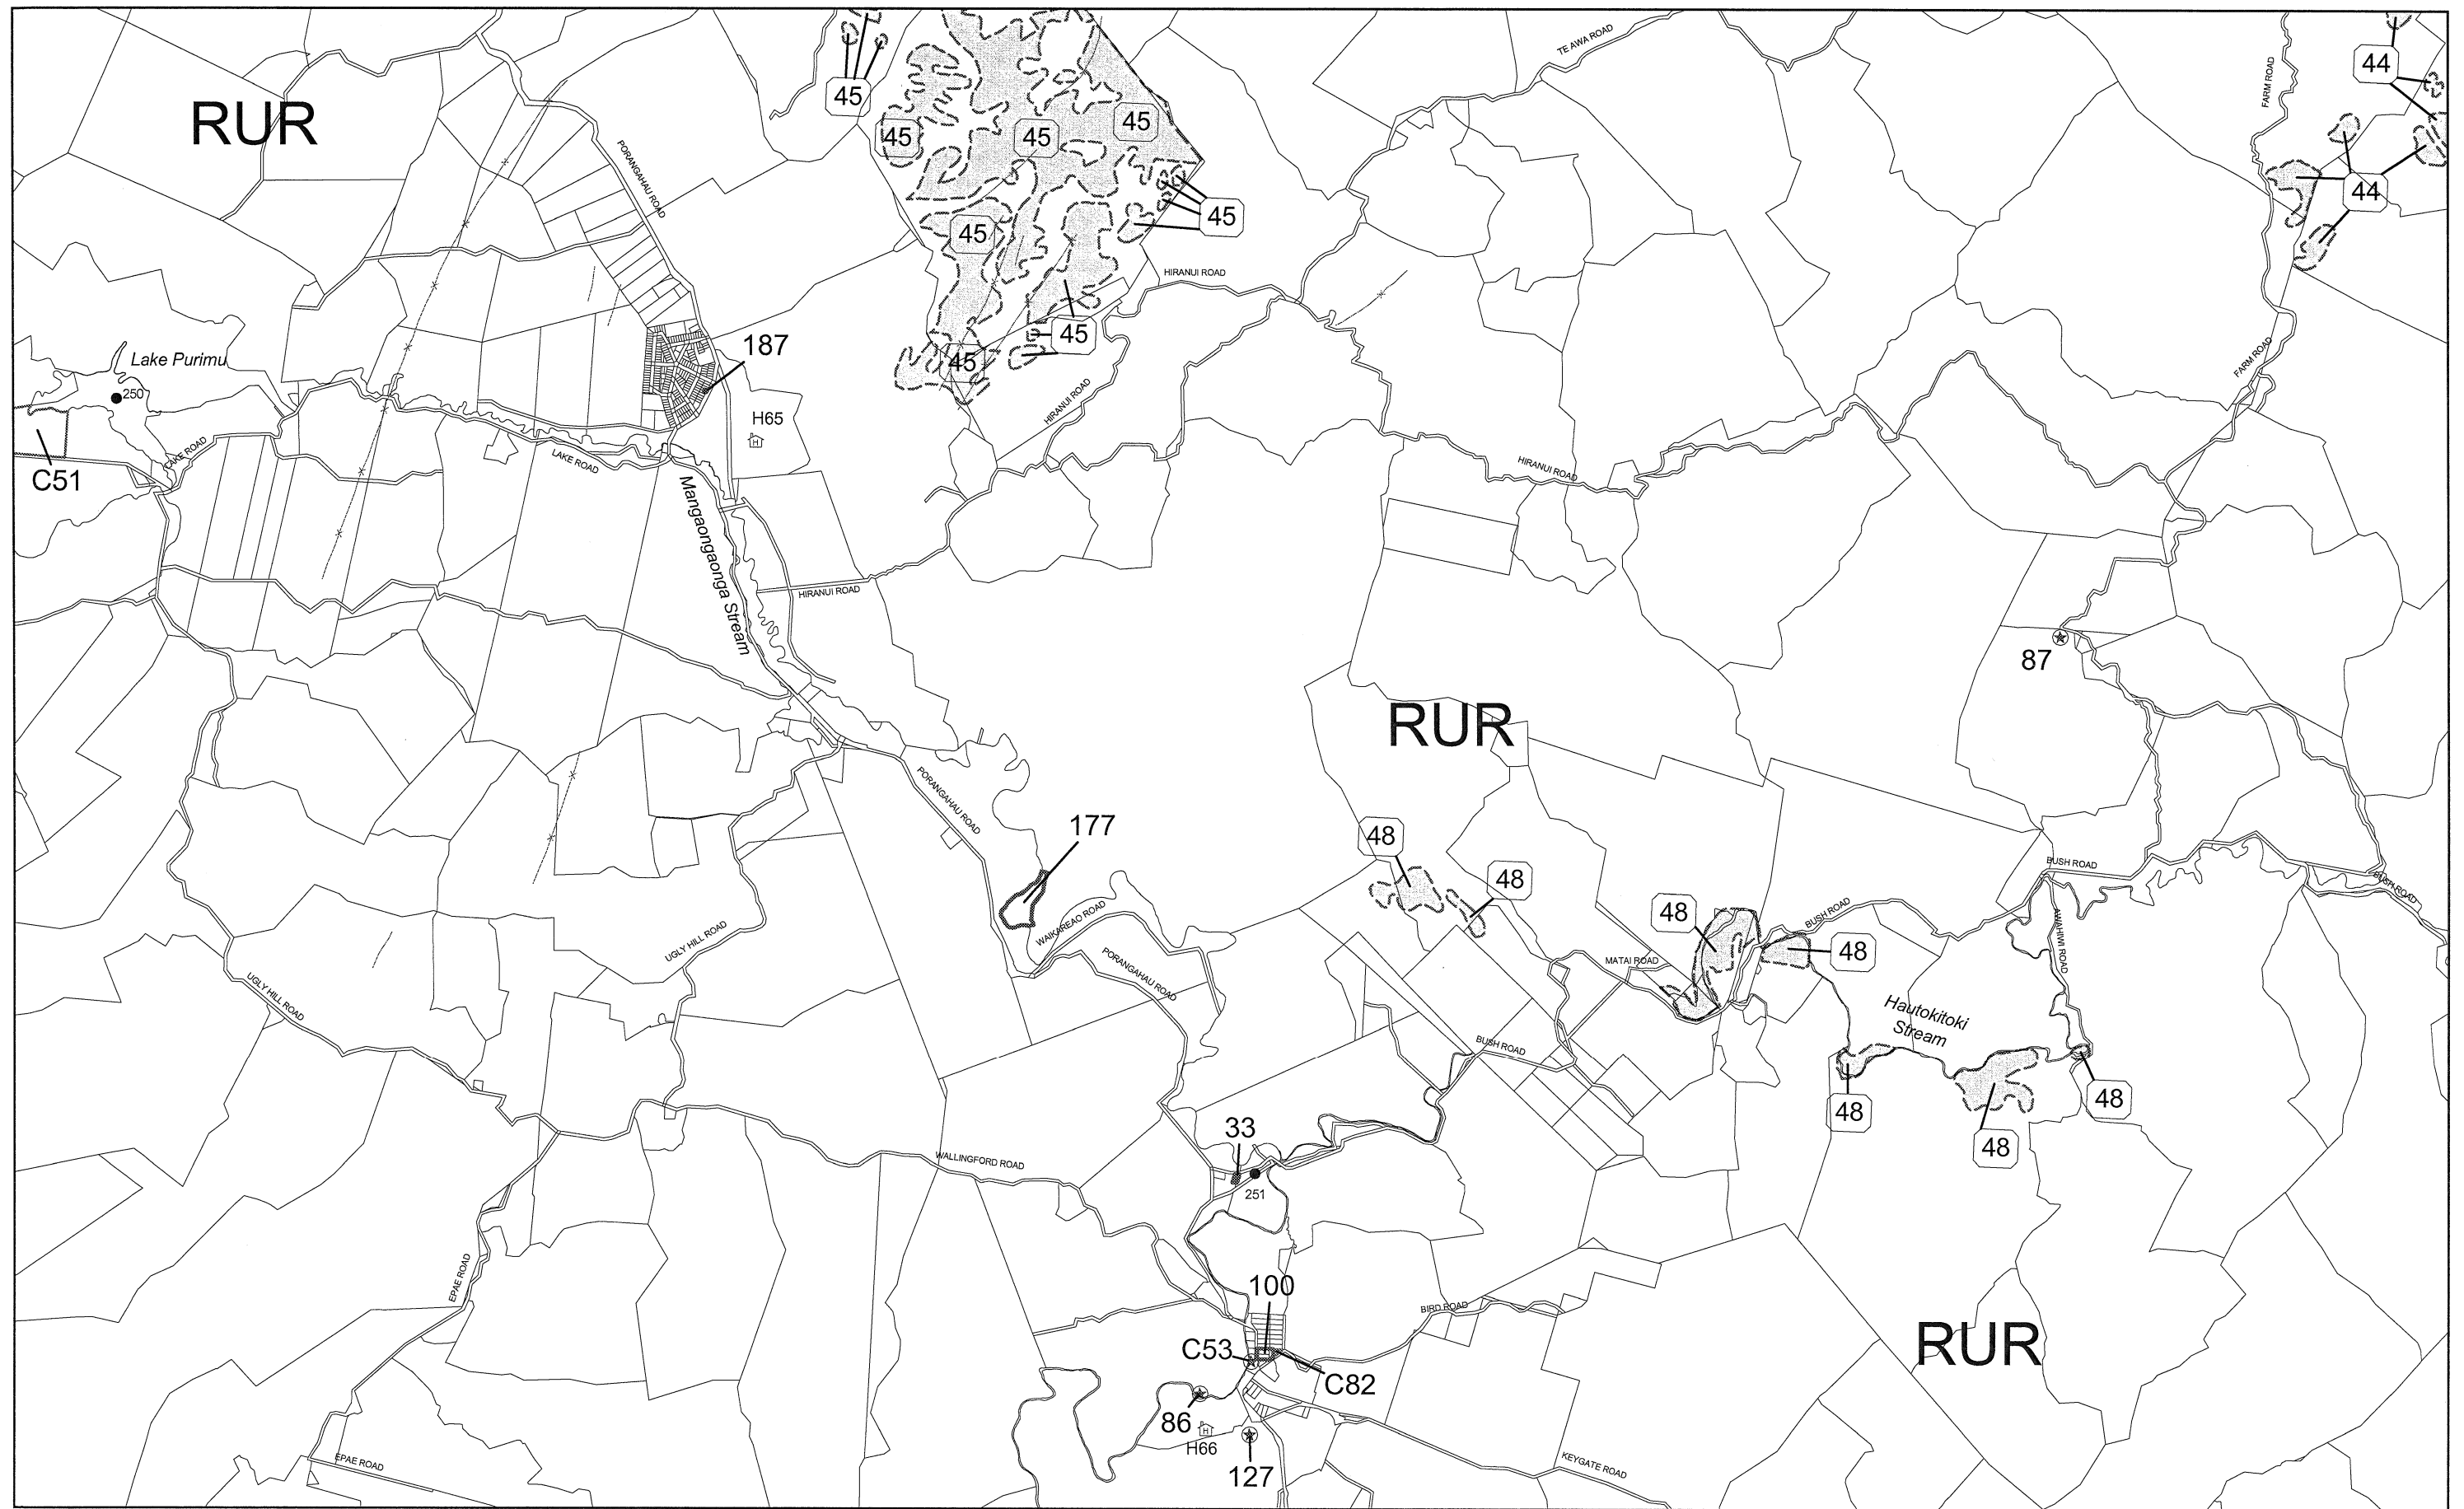 TE AWA ROAD
FARM ROAD
44
45
RUR
45
45
45
PORANGAHAU ROAD
44
45
45
HIRANUI ROAD
45
187
Lake Purimu
45
FARM ROAD
250
HIRANUI ROAD
H65
H
LAKE ROAD
LAKE ROAD
HIRANUI ROAD
C51
Mangaongaonga Stream
HIRANUI ROAD
87
RUR
PORANGAHAU ROAD
177
48
BUSH ROAD
48
BUSH ROAD
WAIKAREAO ROAD
48
BUSH ROAD
UGLY HILL ROAD
AWAHIWI ROAD
48
MATAI ROAD
PORANGAHAU ROAD
UGLY HILL ROAD
Hautokitoki
Stream
BUSH ROAD
48
48
33
48
WALLINGFORD ROAD
251
EPAE ROAD
100
BIRD ROAD
RUR
C53
C82
86
H
H66
127
EPAE ROAD
KEYGATE ROAD